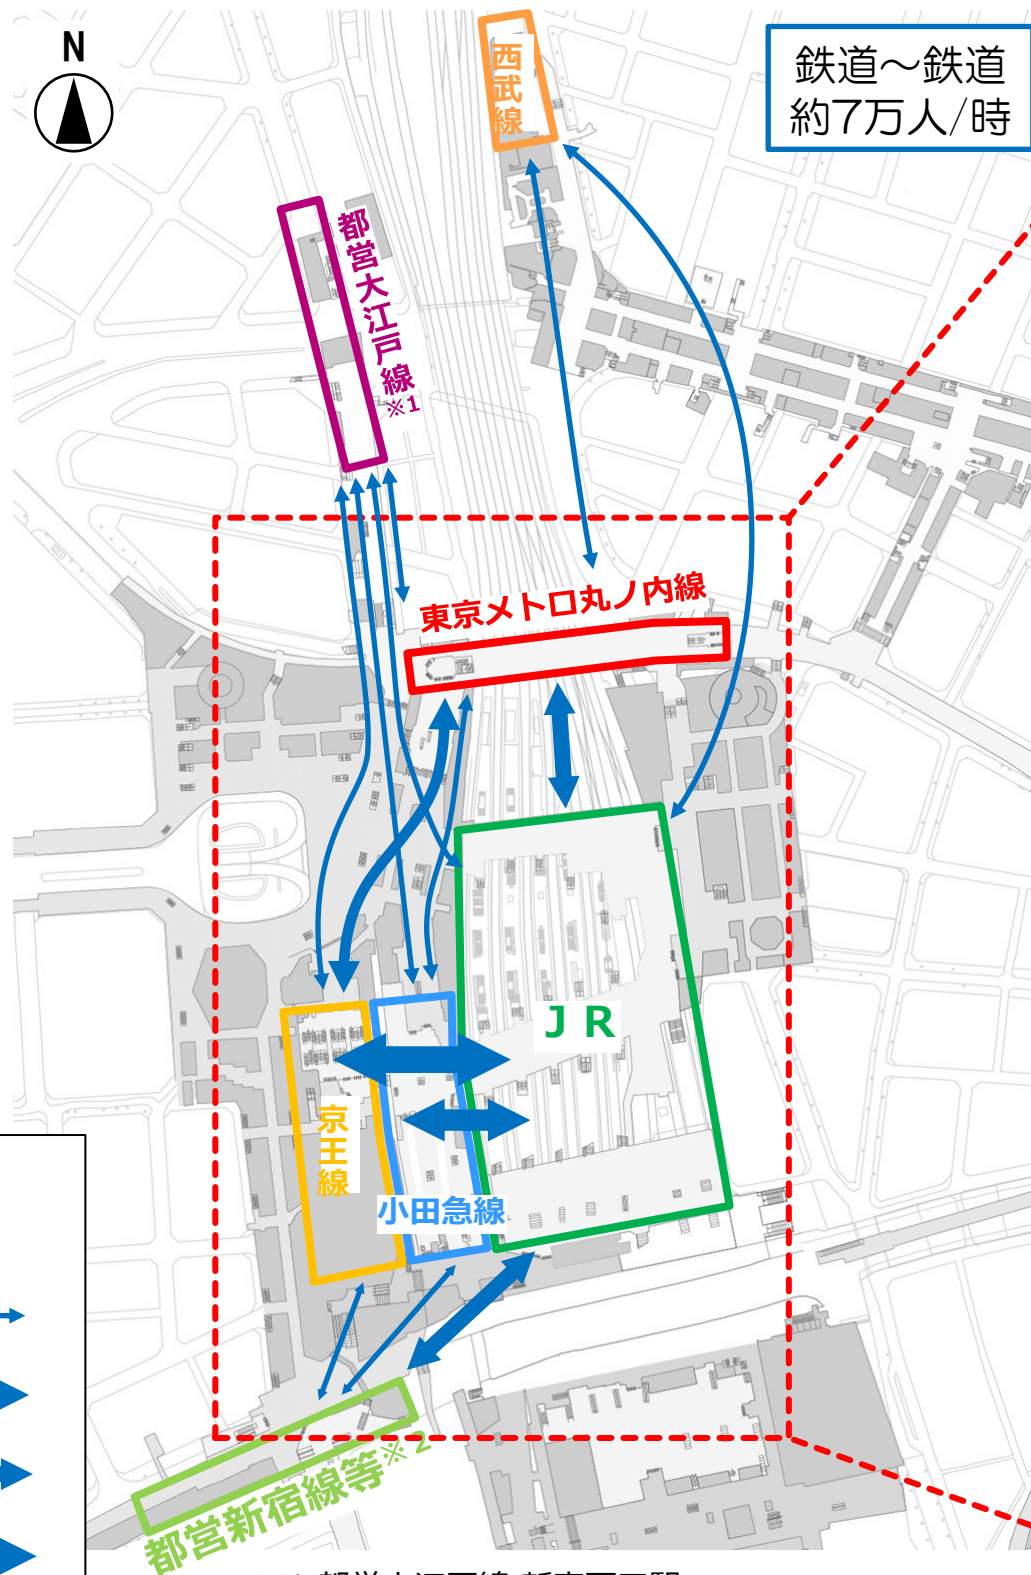 N
鉄道～鉄道
約7万人/時
西武線
都営大江戸線※1
東京メトロ丸ノ内線
ＪＲ
京王線
小田急線
都営新宿線等※2